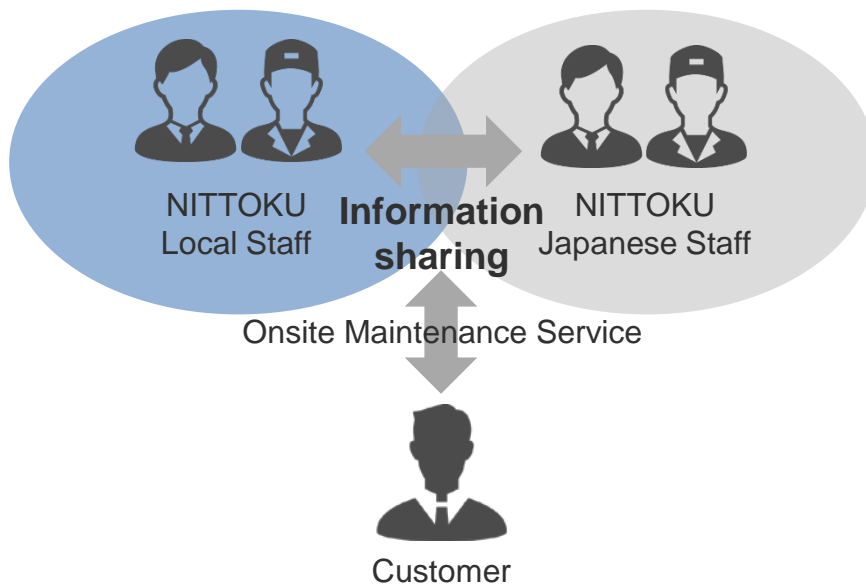 NITTOKU
Local Staff
Information
sharing
NITTOKU
Japanese Staff
Onsite Maintenance Service
Customer